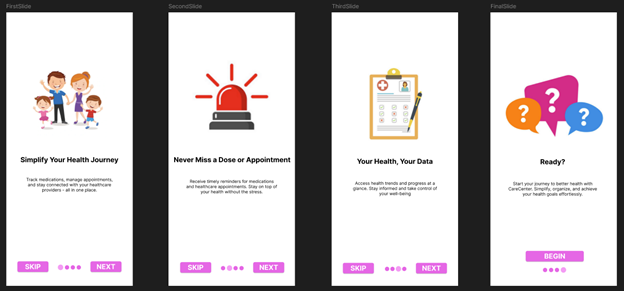 FirstSlide
SecondSlide
ThirdSlide
FinalSlide
Simplify Your Health Journey
Track medications, manage appointments,
and stay connected with your healthcare
providers - all in one place.
SKIP
NEXT
Never Miss a Dose or Appointment
Receive timely reminders for medications
and healthcare appointments. Stay on top of
your health without the stress.
SKIP
NEXT
Your Health, Your Data
Access health trends and progress at a
glance. Stay informed and take control of
your well-being
SKIP
NEXT
? ? ?
Ready?
Start your journey to better health with
CareCenter. Simplify, organize, and achieve
your health goals effortlessly.
BEGIN